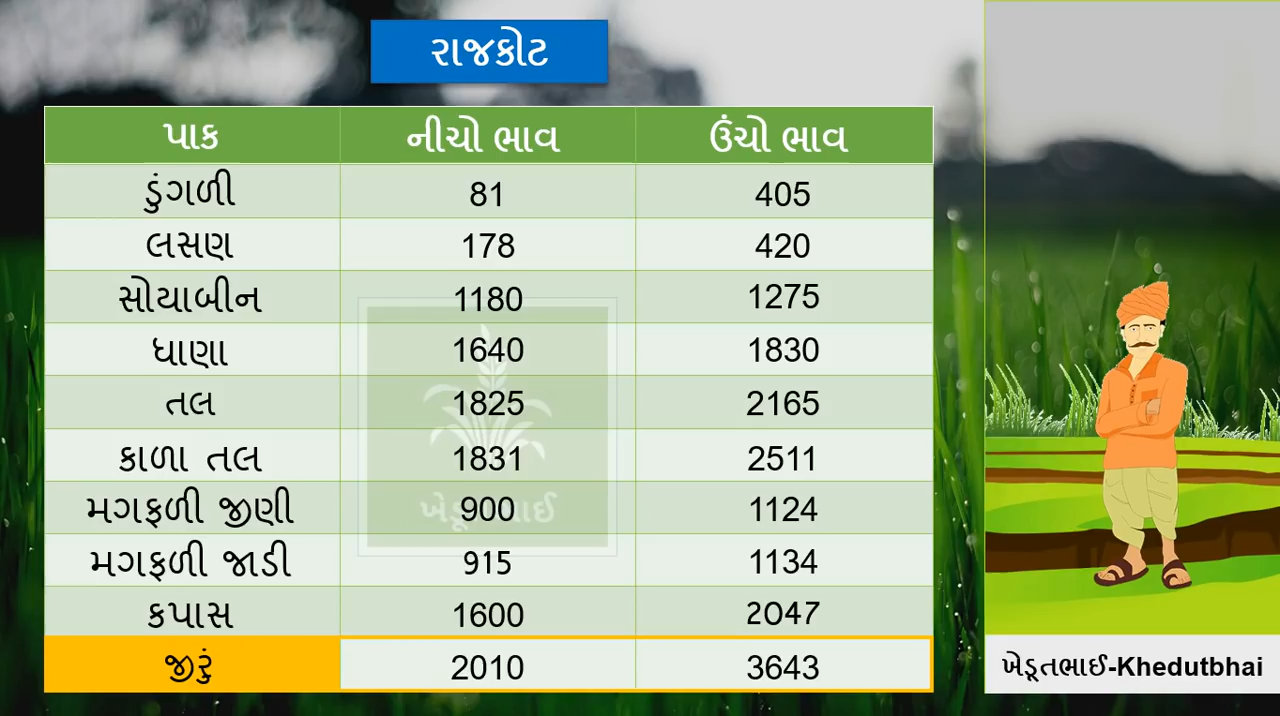 રાજકોટ
પાક નીચો ભાવ ઉંચો ભાવ
ડુંગળી 81 405
લસણ 178 420
સોયાબીન 1180 1275
ધાણા 1640 1830
તલ 1825 2165
કાળા તલ 1831 2511
મગફળી જીણી 900 1124
મગફળી જાડી 915 1134
કપાસ 1600 2047
જીરું 2010 3643
ખેડૂતભાઈ-Khedutbhai